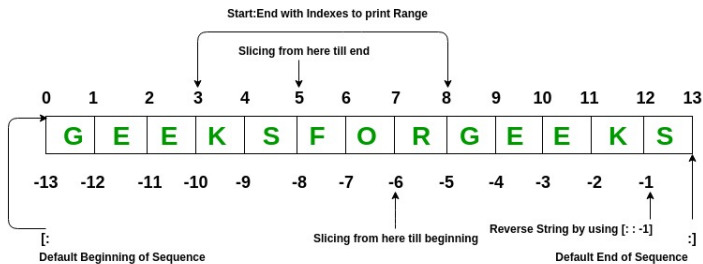 Start:End with Indexes to print Range
Slicing from here till end
0 1 2 3 4 5 6 7 8 9 10 11 12 13
G E E K S F O R G E E K S
-13 -12 -11 -10 -9 -8 -7 -6 -5 -4 -3 -2 -1
Reverse String by using [: : -1]
[: Slicing from here till beginning :]
Default Beginning of Sequence Default End of Sequence